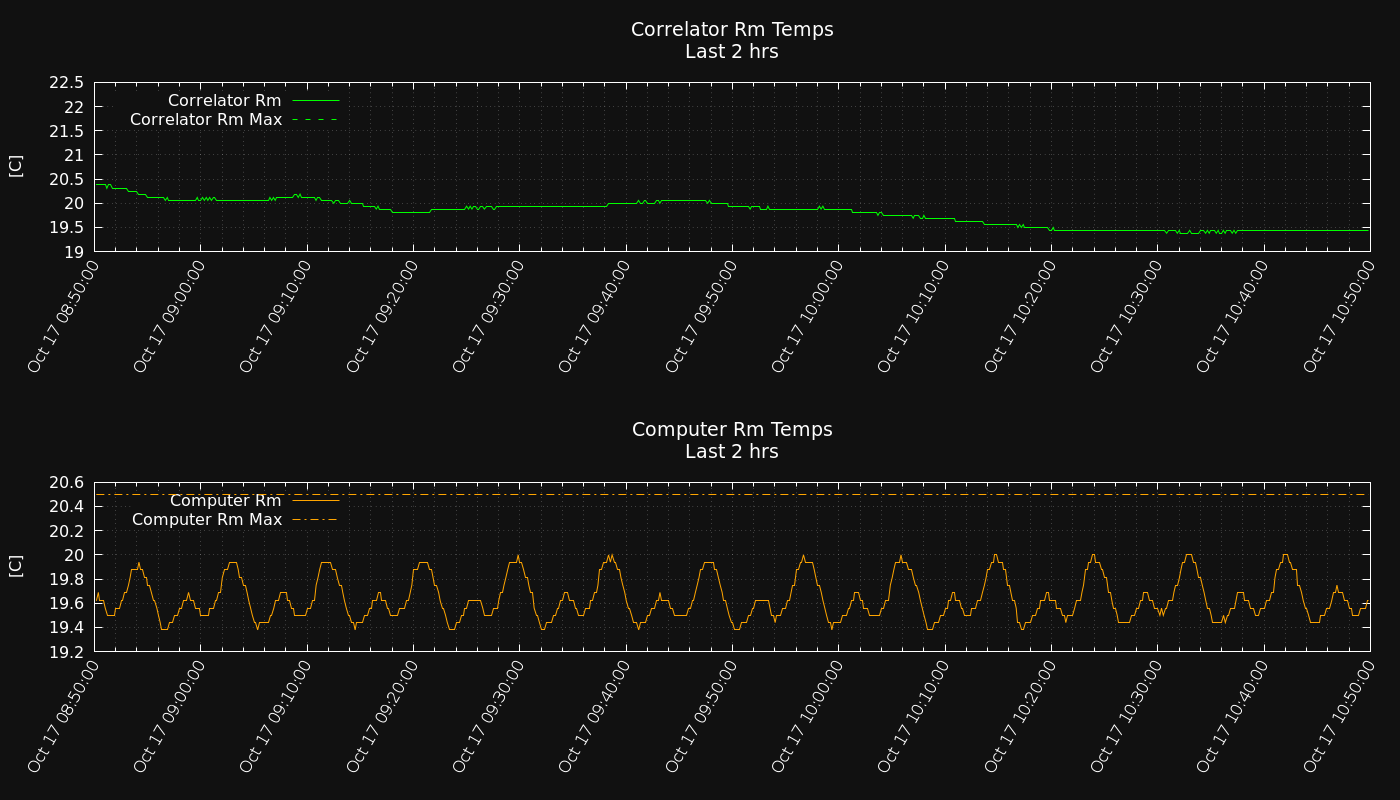 Correlator Rm Temps
Last 2 hrs
[C]
22.5
22
21.5
21
20.5
20
19.5
19
Correlator Rm
Correlator Rm Max
Oct 17 08:50:00
Oct 17 09:00:00
Oct 17 09:10:00
Oct 17 09:20:00
Oct 17 09:30:00
Oct 17 09:40:00
Oct 17 09:50:00
Oct 17 10:00:00
Oct 17 10:10:00
Oct 17 10:20:00
Oct 17 10:30:00
Oct 17 10:40:00
Oct 17 10:50:00
Computer Rm Temps
Last 2 hrs
[C]
20.6
20.4
20.2
20
19.8
19.6
19.4
19.2
Computer Rm
Computer Rm Max
Oct 17 08:50:00
Oct 17 09:00:00
Oct 17 09:10:00
Oct 17 09:20:00
Oct 17 09:30:00
Oct 17 09:40:00
Oct 17 09:50:00
Oct 17 10:00:00
Oct 17 10:10:00
Oct 17 10:20:00
Oct 17 10:30:00
Oct 17 10:40:00
Oct 17 10:50:00